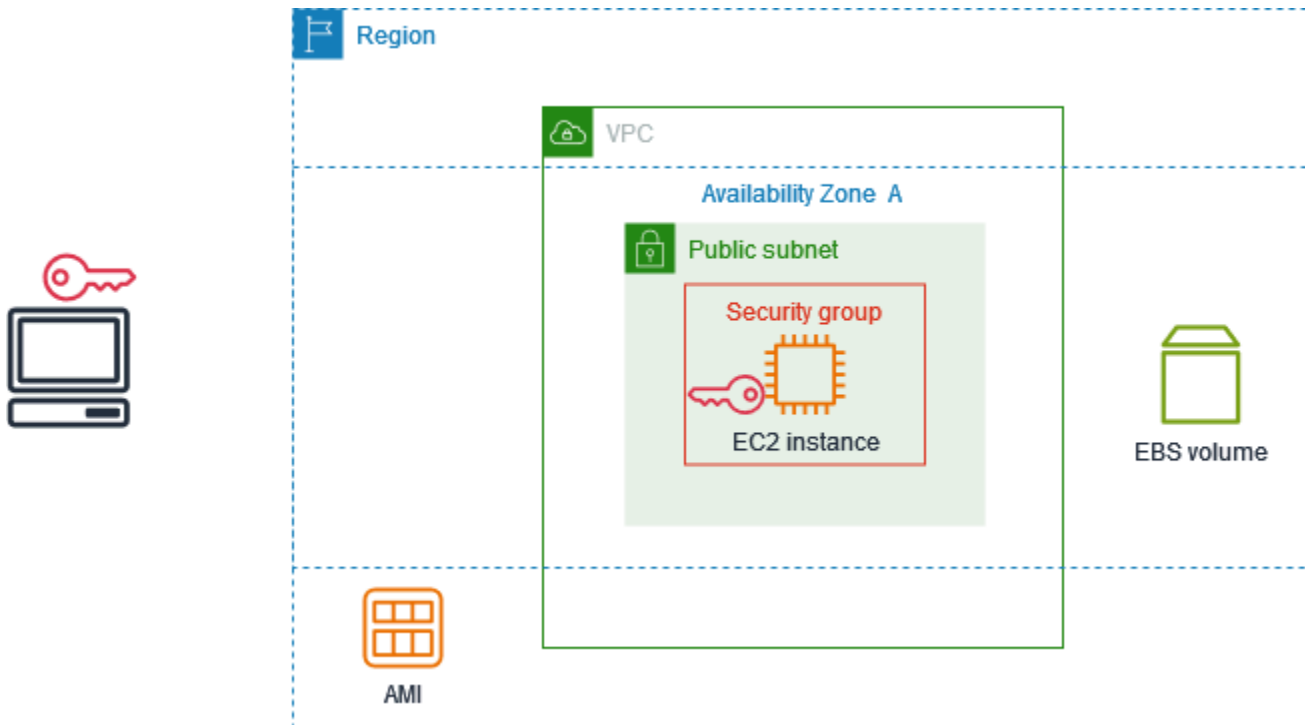 Region
VPC
Availability Zone A
Public subnet
Security group
EC2 instance
EBS volume
AMI